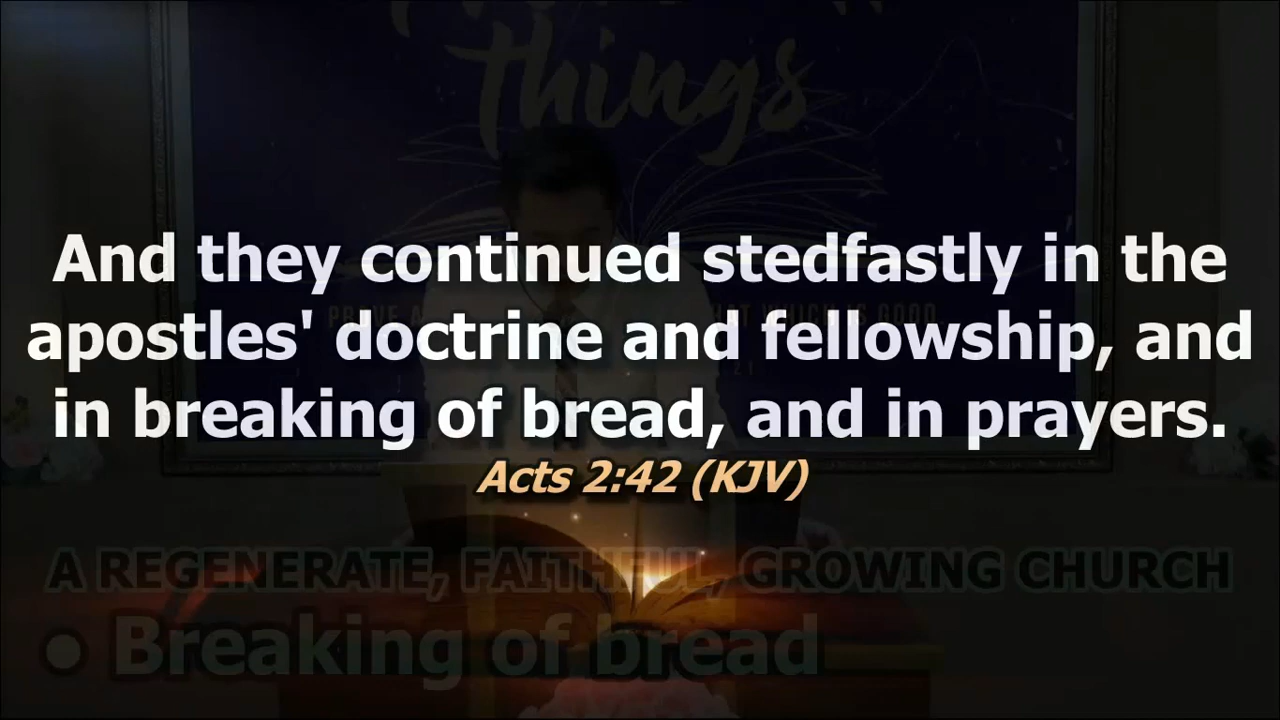 things
And they continued stedfastly in the
apostles' doctrine and fellowship, and
in breaking of bread, and in prayers.
Acts 2:42 (KJV)
A REGENERATE, FAITHFUL, GROWING CHURCH
• Breaking of bread